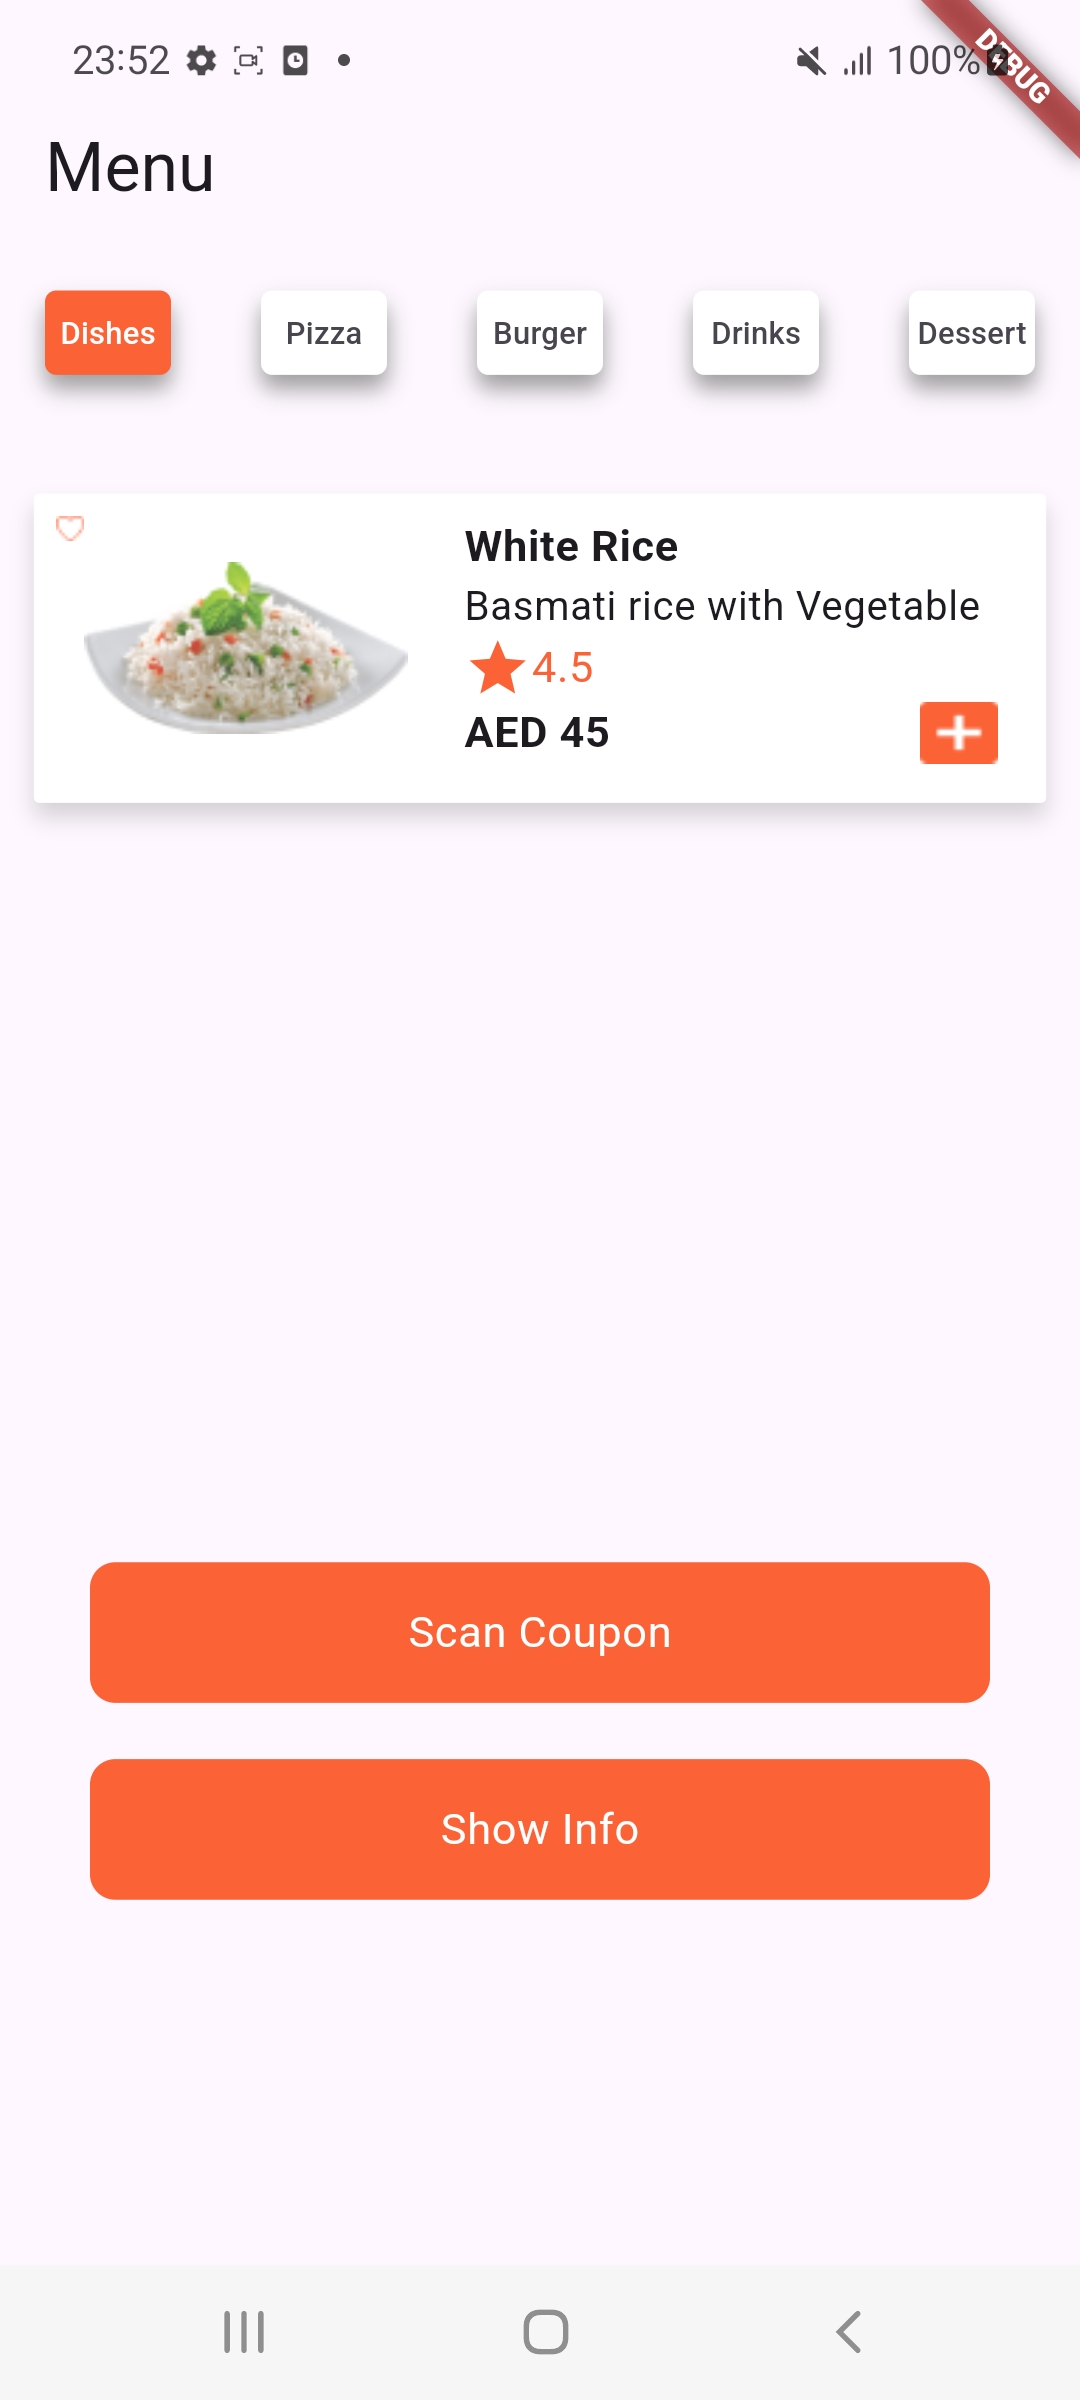 23:52 100%
DEBUG
Menu
Dishes Pizza Burger Drinks Dessert
White Rice
Basmati rice with Vegetable
4.5
AED 45
Scan Coupon
Show Info